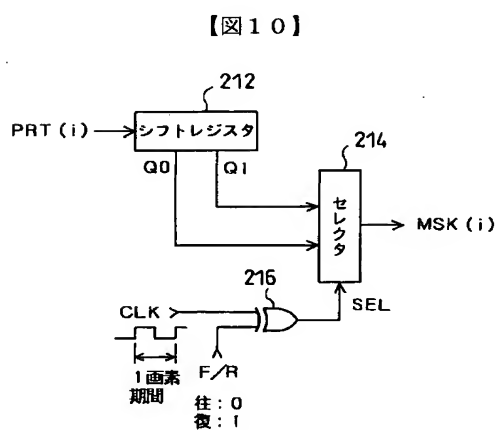 【図１０】
212
PRT(i)
シフトレジスタ
Q0
Q1
214
セレクタ
MSK(i)
216
CLK
SEL
1画素
期間
F/R
往:0
復:1